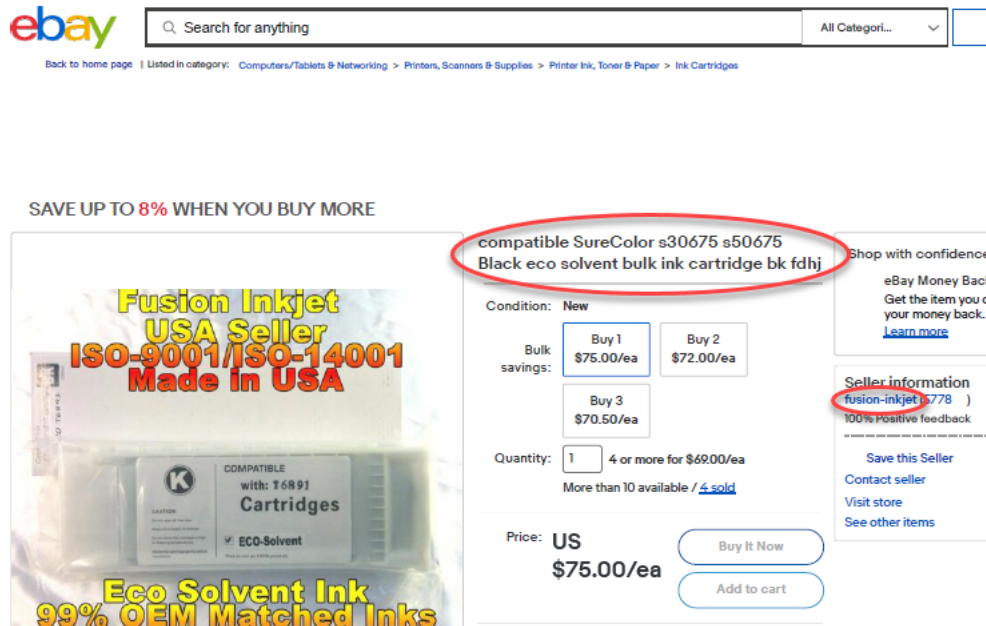 ebay
Search for anything
All Categori...
Back to home page | Listed in category: Computers/Tablets & Networking > Printers, Scanners & Supplies > Printer Ink, Toner & Paper > Ink Cartridges
SAVE UP TO 8% WHEN YOU BUY MORE
Fusion Inkjet
USA Seller
ISO-9001/ISO-14001
Made in USA
K
COMPATIBLE
with: T6891
Cartridges
CAUTION
ECO-Solvent
Eco Solvent Ink
99% OEM Matched Inks
compatible SureColor s30675 s50675
Black eco solvent bulk ink cartridge bk fdhj
Condition: New
Bulk savings:
Buy 1
$75.00/ea
Buy 2
$72.00/ea
Buy 3
$70.50/ea
Quantity: 1 4 or more for $69.00/ea
More than 10 available / 4 sold
Price: US
$75.00/ea
Buy It Now
Add to cart
Shop with confidence
eBay Money Bac
Get the item you o
your money back.
Learn more
Seller information
fusion-inkjet (5778 )
100% Positive feedback
Save this Seller
Contact seller
Visit store
See other items